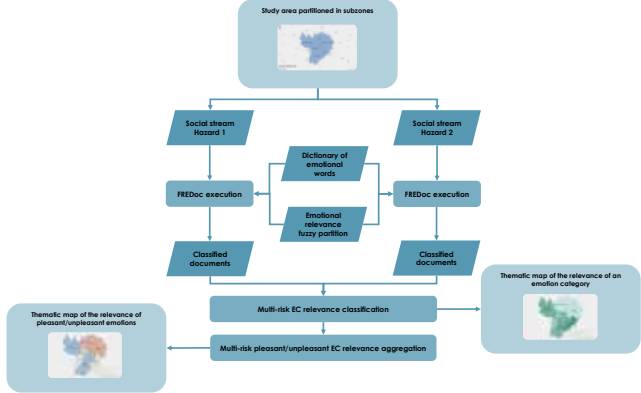 Study area partitioned in subzones
Social stream
Hazard 1
Social stream
Hazard 2
Dictionary of
emotional
words
FREDoc execution
FREDoc execution
Emotional
relevance
fuzzy partition
Classified
documents
Classified
documents
Thematic map of the relevance of an
emotion category
Multi-risk EC relevance classification
Thematic map of the relevance of
pleasant/unpleasant emotions
Multi-risk pleasant/unpleasant EC relevance aggregation